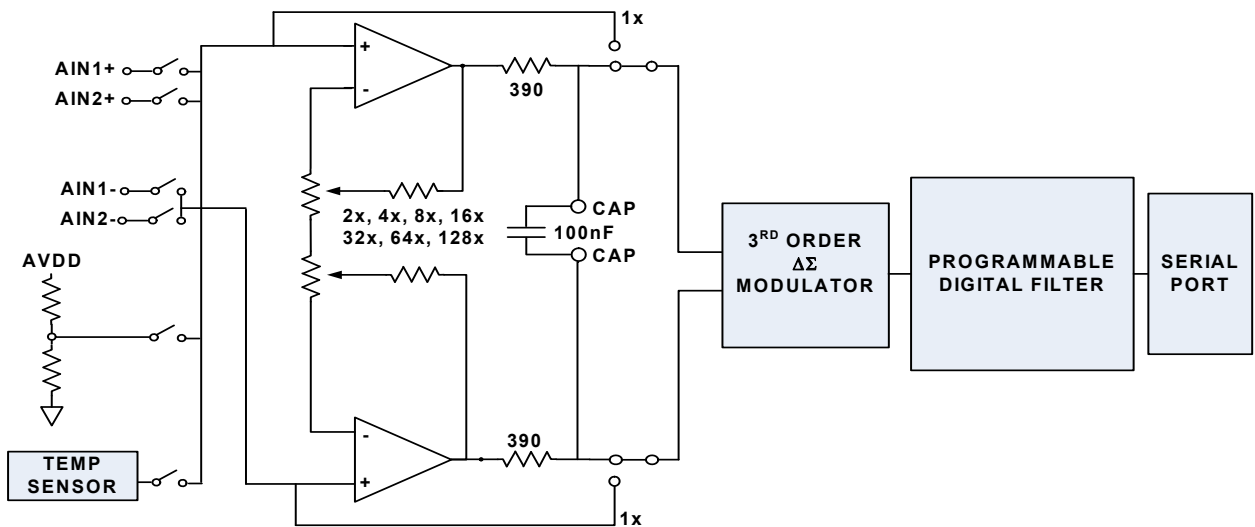 1x
AIN1+
AIN2+
+
-
390
AIN1-
AIN2-
2x, 4x, 8x, 16x
32x, 64x, 128x
CAP
100nF
CAP
3RD ORDER
ΔΣ
MODULATOR
PROGRAMMABLE
DIGITAL FILTER
SERIAL
PORT
AVDD
-
+
390
TEMP
SENSOR
1x